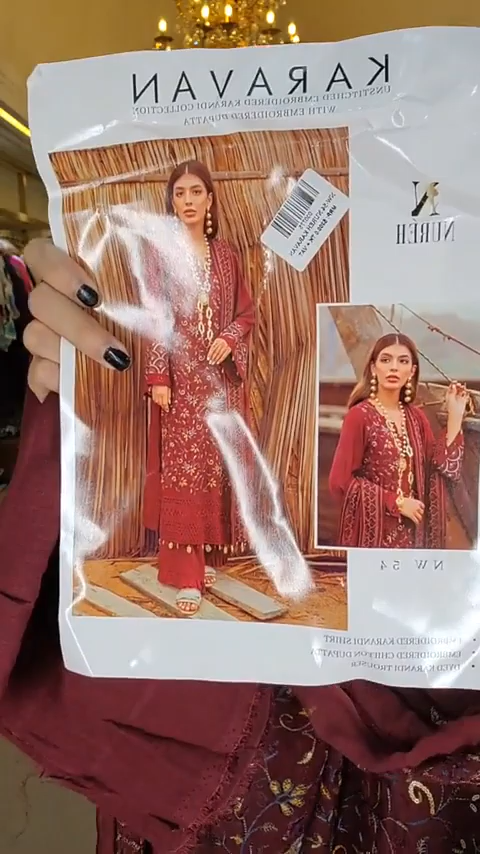 KARAVAN
UNSTITCHED EMBROIDERED KARANDI COLLECTION
WITH EMBROIDERED DUPATTA
NUREH
NW 54
EMBROIDERED KARANDI SHIRT
EMBROIDERED CHIFFON DUPATTA
DYED KARANDI TROUSER